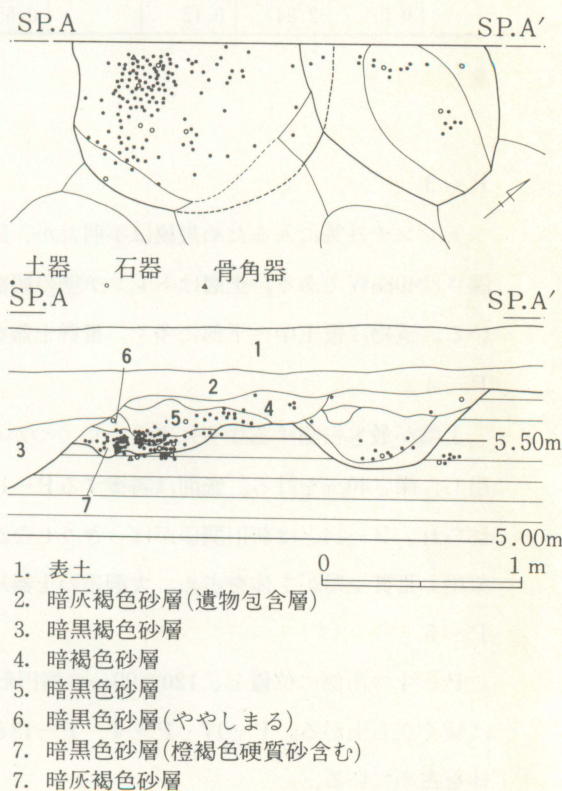 SP.A SP.A′
土器 石器 骨角器
SP.A SP.A′
6 1
2
5 4
3 5.50m
7
5.00m
0 1 m
1. 表土
2. 暗灰褐色砂層(遺物包含層)
3. 暗黒褐色砂層
4. 暗褐色砂層
5. 暗黒色砂層
6. 暗黒色砂層(ややしまる)
7. 暗黒色砂層(橙褐色硬質砂含む)
7. 暗灰褐色砂層